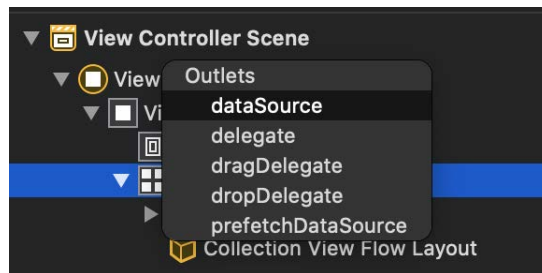 View Controller Scene
View
Outlets
dataSource
Vi
delegate
dragDelegate
dropDelegate
prefetchDataSource
Collection View Flow Layout